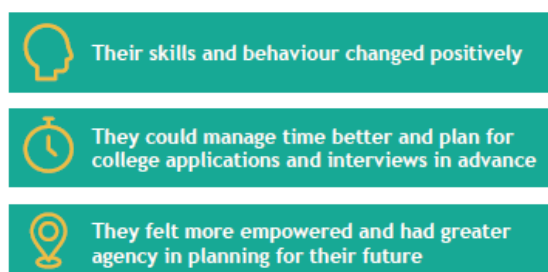 Their skills and behaviour changed positively
They could manage time better and plan for
college applications and interviews in advance
They felt more empowered and had greater
agency in planning for their future